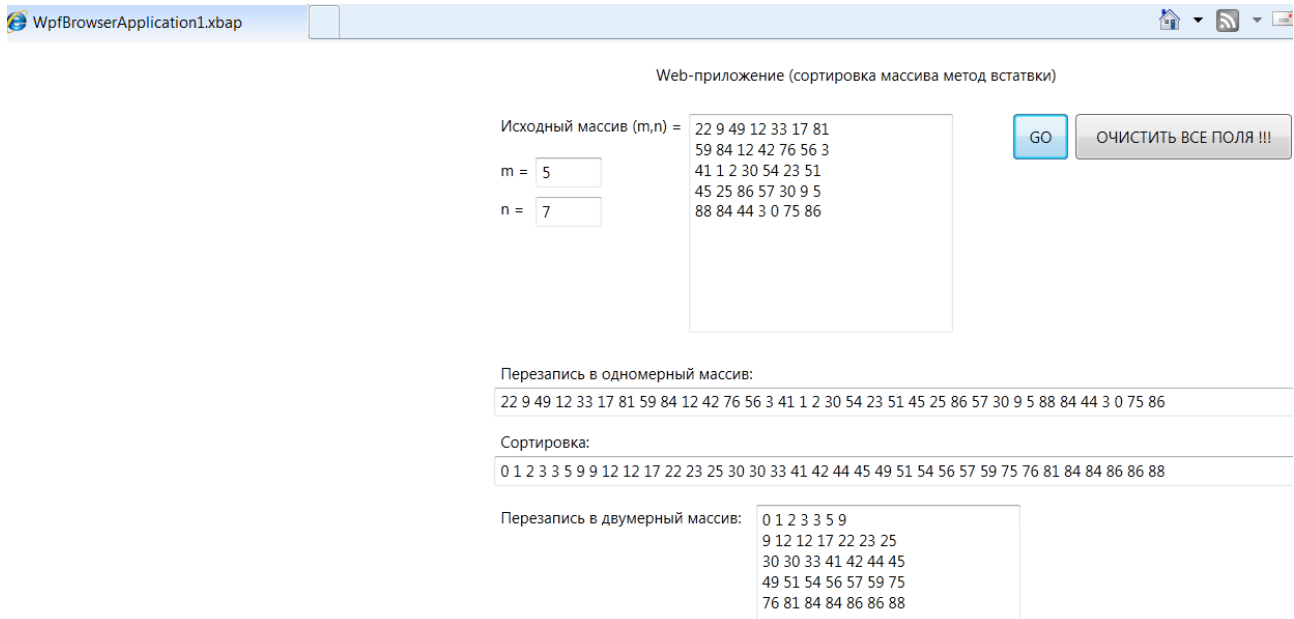 WpfBrowserApplication1.xbap
Web-приложение (сортировка массива метод встатвки)
Исходный массив (m,n) =
22 9 49 12 33 17 81
59 84 12 42 76 56 3
41 1 2 30 54 23 51
45 25 86 57 30 9 5
88 84 44 3 0 75 86
m = 5
n = 7
GO
ОЧИСТИТЬ ВСЕ ПОЛЯ !!!
Перезапись в одномерный массив:
22 9 49 12 33 17 81 59 84 12 42 76 56 3 41 1 2 30 54 23 51 45 25 86 57 30 9 5 88 84 44 3 0 75 86
Сортировка:
0 1 2 3 3 5 9 9 12 12 17 22 23 25 30 30 33 41 42 44 45 49 51 54 56 57 59 75 76 81 84 84 86 86 88
Перезапись в двумерный массив:
0 1 2 3 3 5 9
9 12 12 17 22 23 25
30 30 33 41 42 44 45
49 51 54 56 57 59 75
76 81 84 84 86 86 88